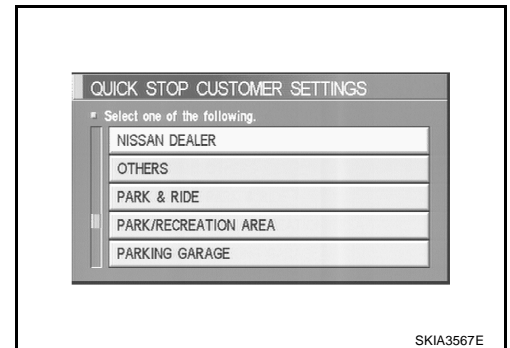 QUICK STOP CUSTOMER SETTINGS
Select one of the following.
NISSAN DEALER
OTHERS
PARK & RIDE
PARK/RECREATION AREA
PARKING GARAGE
SKIA3567E